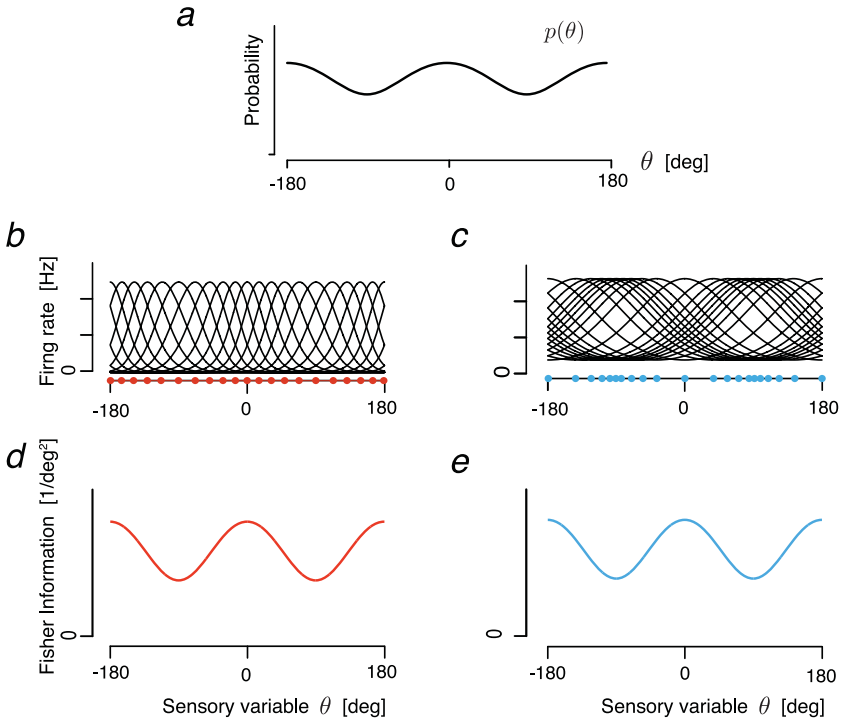 a
p(θ)
Probability
-180
0
180
θ [deg]
b
Firng rate [Hz]
0
-180
0
180
c
0
-180
0
180
d
Fisher Information [1/deg²]
0
-180
0
180
Sensory variable θ [deg]
e
0
-180
0
180
Sensory variable θ [deg]